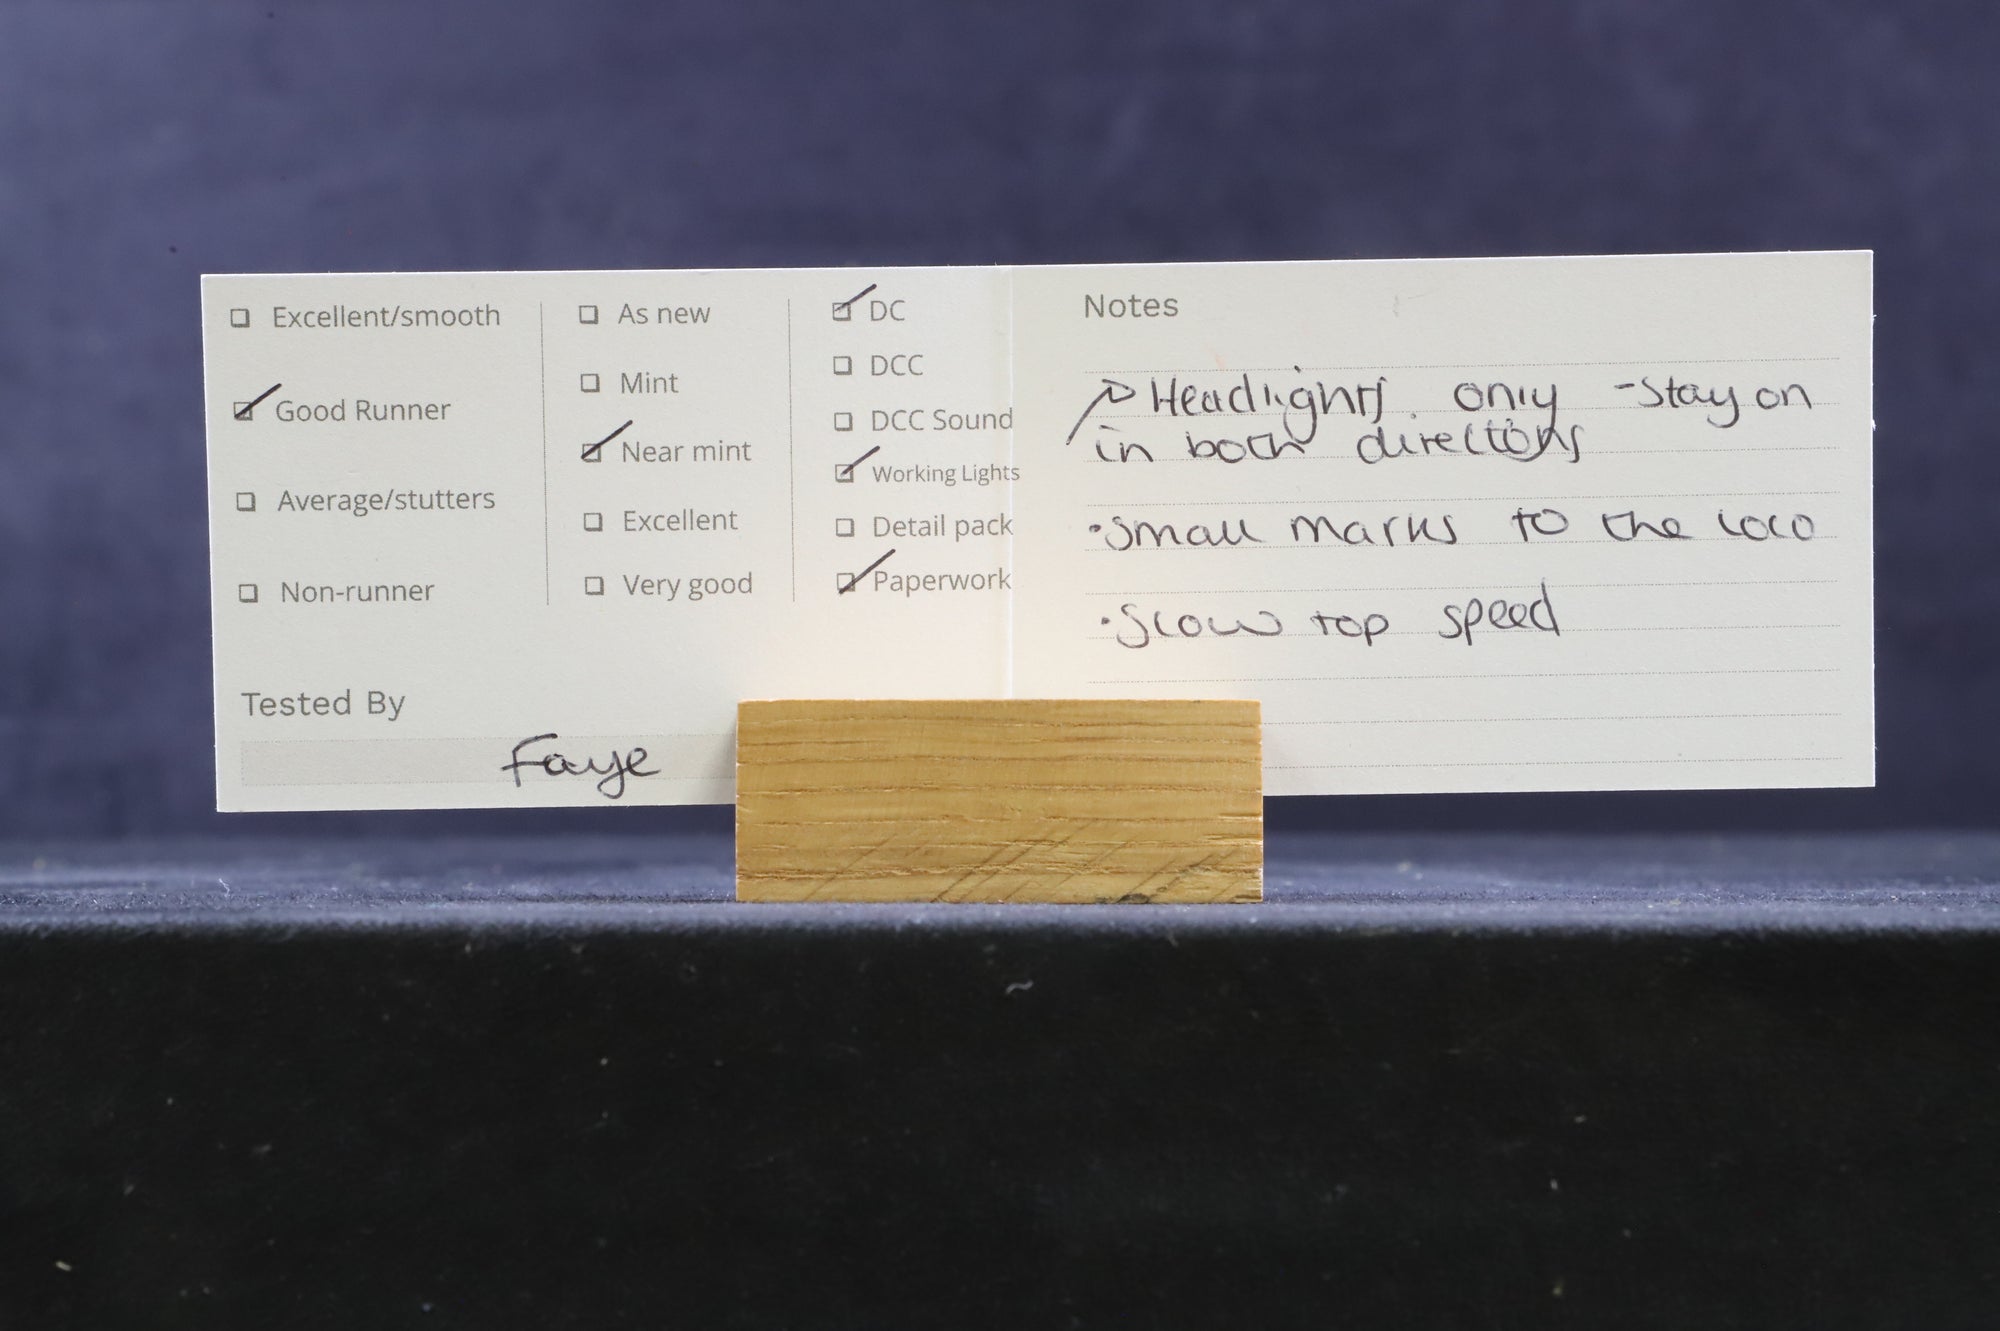 ☐ Excellent/smooth
☑ Good Runner
☐ Average/stutters
☐ Non-runner
☐ As new
☐ Mint
☑ Near mint
☐ Excellent
☐ Very good
☑ DC
☐ DCC
☐ DCC Sound
☑ Working Lights
☐ Detail pack
☑ Paperwork
Tested By
Faye
Notes
Headlights only - Stay on
in both directions
• Small marks to the loco
• Slow top speed